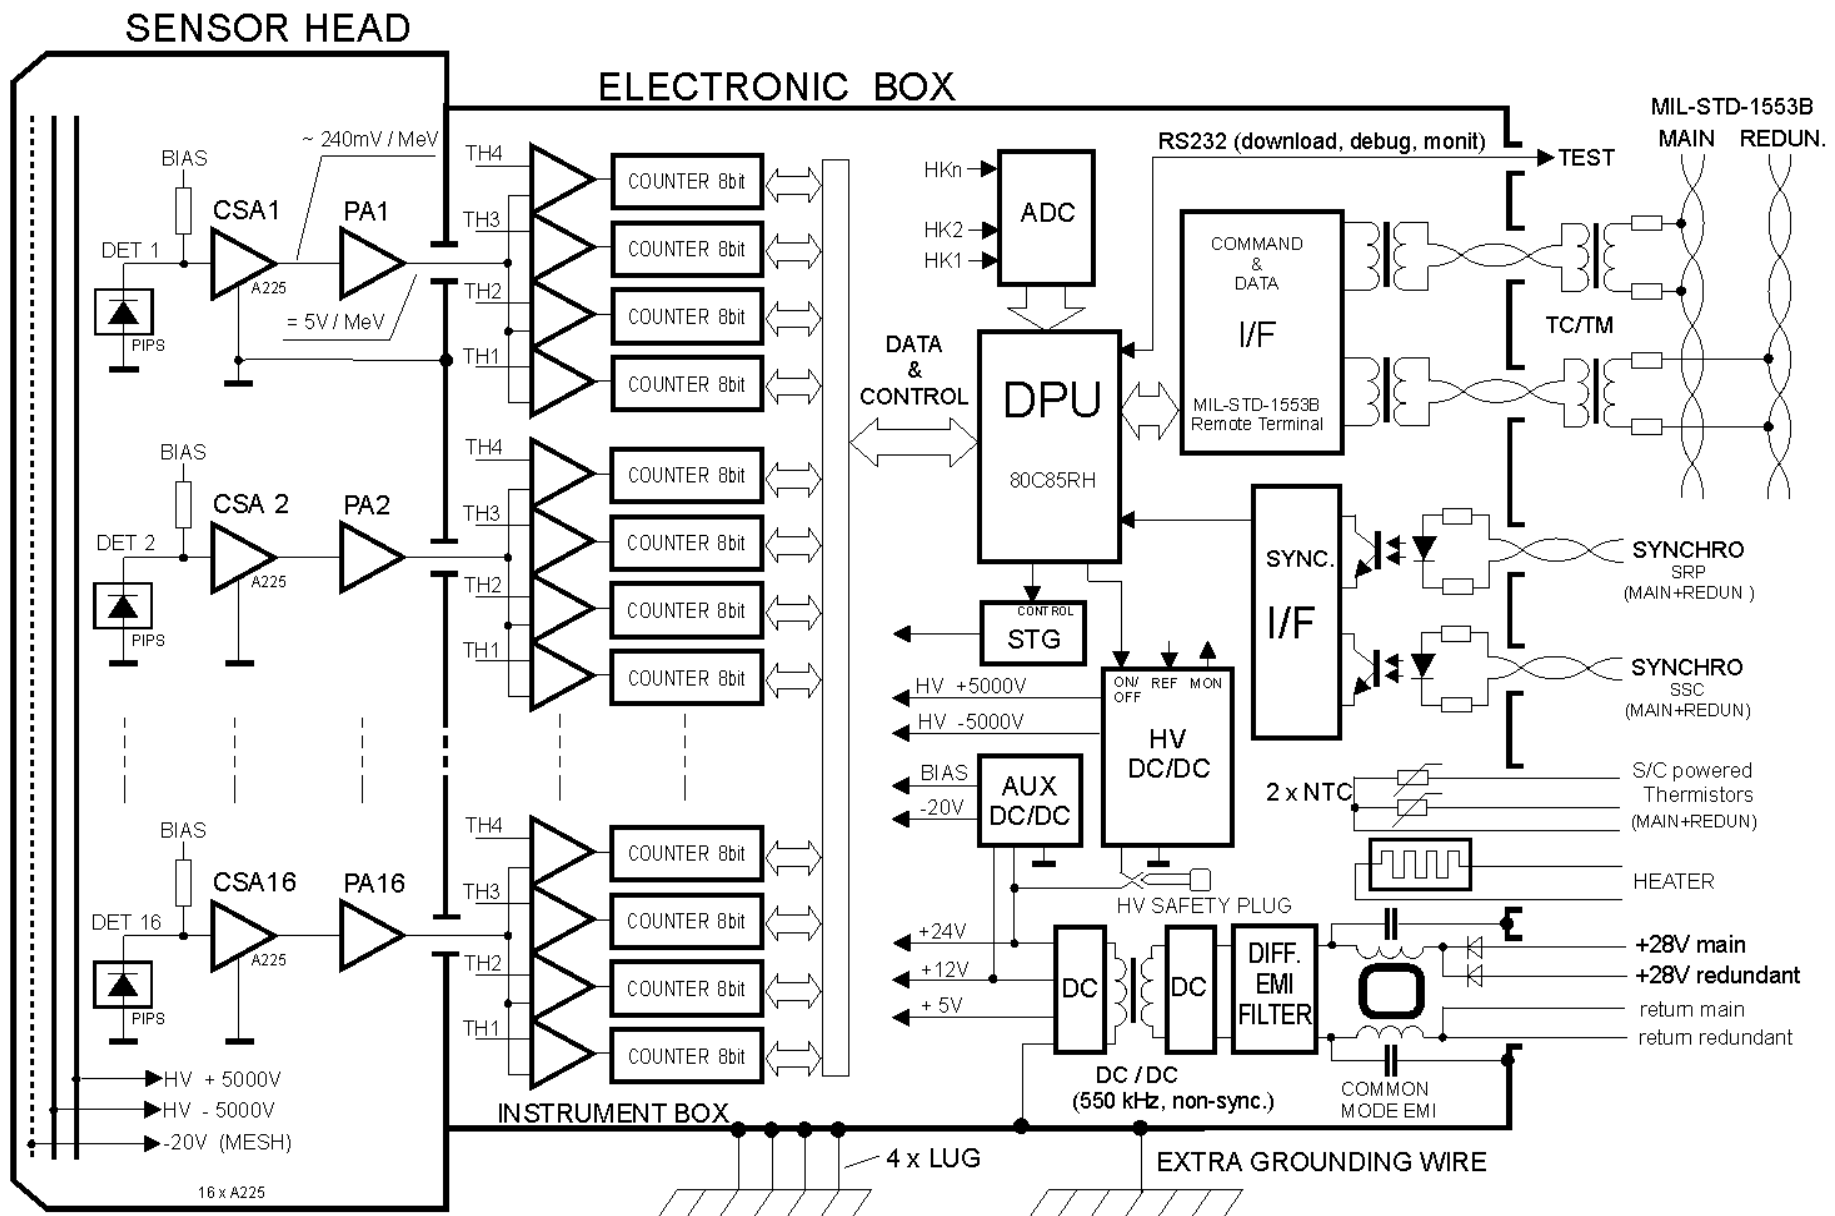 SENSOR HEAD
ELECTRONIC BOX
MIL-STD-1553B
MAIN REDUN.
RS232 (download, debug, monit)
TEST
~ 240mV / MeV
BIAS
CSA1
PA1
DET 1
A225
PIPS
= 5V / MeV
TH4
TH3
TH2
TH1
COUNTER 8bit
COUNTER 8bit
COUNTER 8bit
COUNTER 8bit
BIAS
CSA 2
PA2
DET 2
A225
PIPS
TH4
TH3
TH2
TH1
COUNTER 8bit
COUNTER 8bit
COUNTER 8bit
COUNTER 8bit
BIAS
CSA16
PA16
DET 16
A225
PIPS
TH4
TH3
TH2
TH1
COUNTER 8bit
COUNTER 8bit
COUNTER 8bit
COUNTER 8bit
HV + 5000V
HV - 5000V
-20V (MESH)
16 x A225
HKn
HK2
HK1
ADC
DATA
&
CONTROL
DPU
80C85RH
COMMAND
&
DATA
I/F
MIL-STD-1553B
Remote Terminal
TC/TM
SYNC.
I/F
SYNCHRO
SRP
(MAIN+REDUN )
SYNCHRO
SSC
(MAIN+REDUN)
CONTROL
STG
HV +5000V
HV -5000V
ON/
OFF
REF
MON
HV
DC/DC
BIAS
-20V
AUX
DC/DC
2 x NTC
S/C powered
Thermistors
(MAIN+REDUN)
HEATER
HV SAFETY PLUG
+24V
+12V
+ 5V
DC
DC
DIFF.
EMI
FILTER
+28V main
+28V redundant
return main
return redundant
DC / DC
(550 kHz, non-sync.)
COMMON
MODE EMI
INSTRUMENT BOX
4 x LUG
EXTRA GROUNDING WIRE